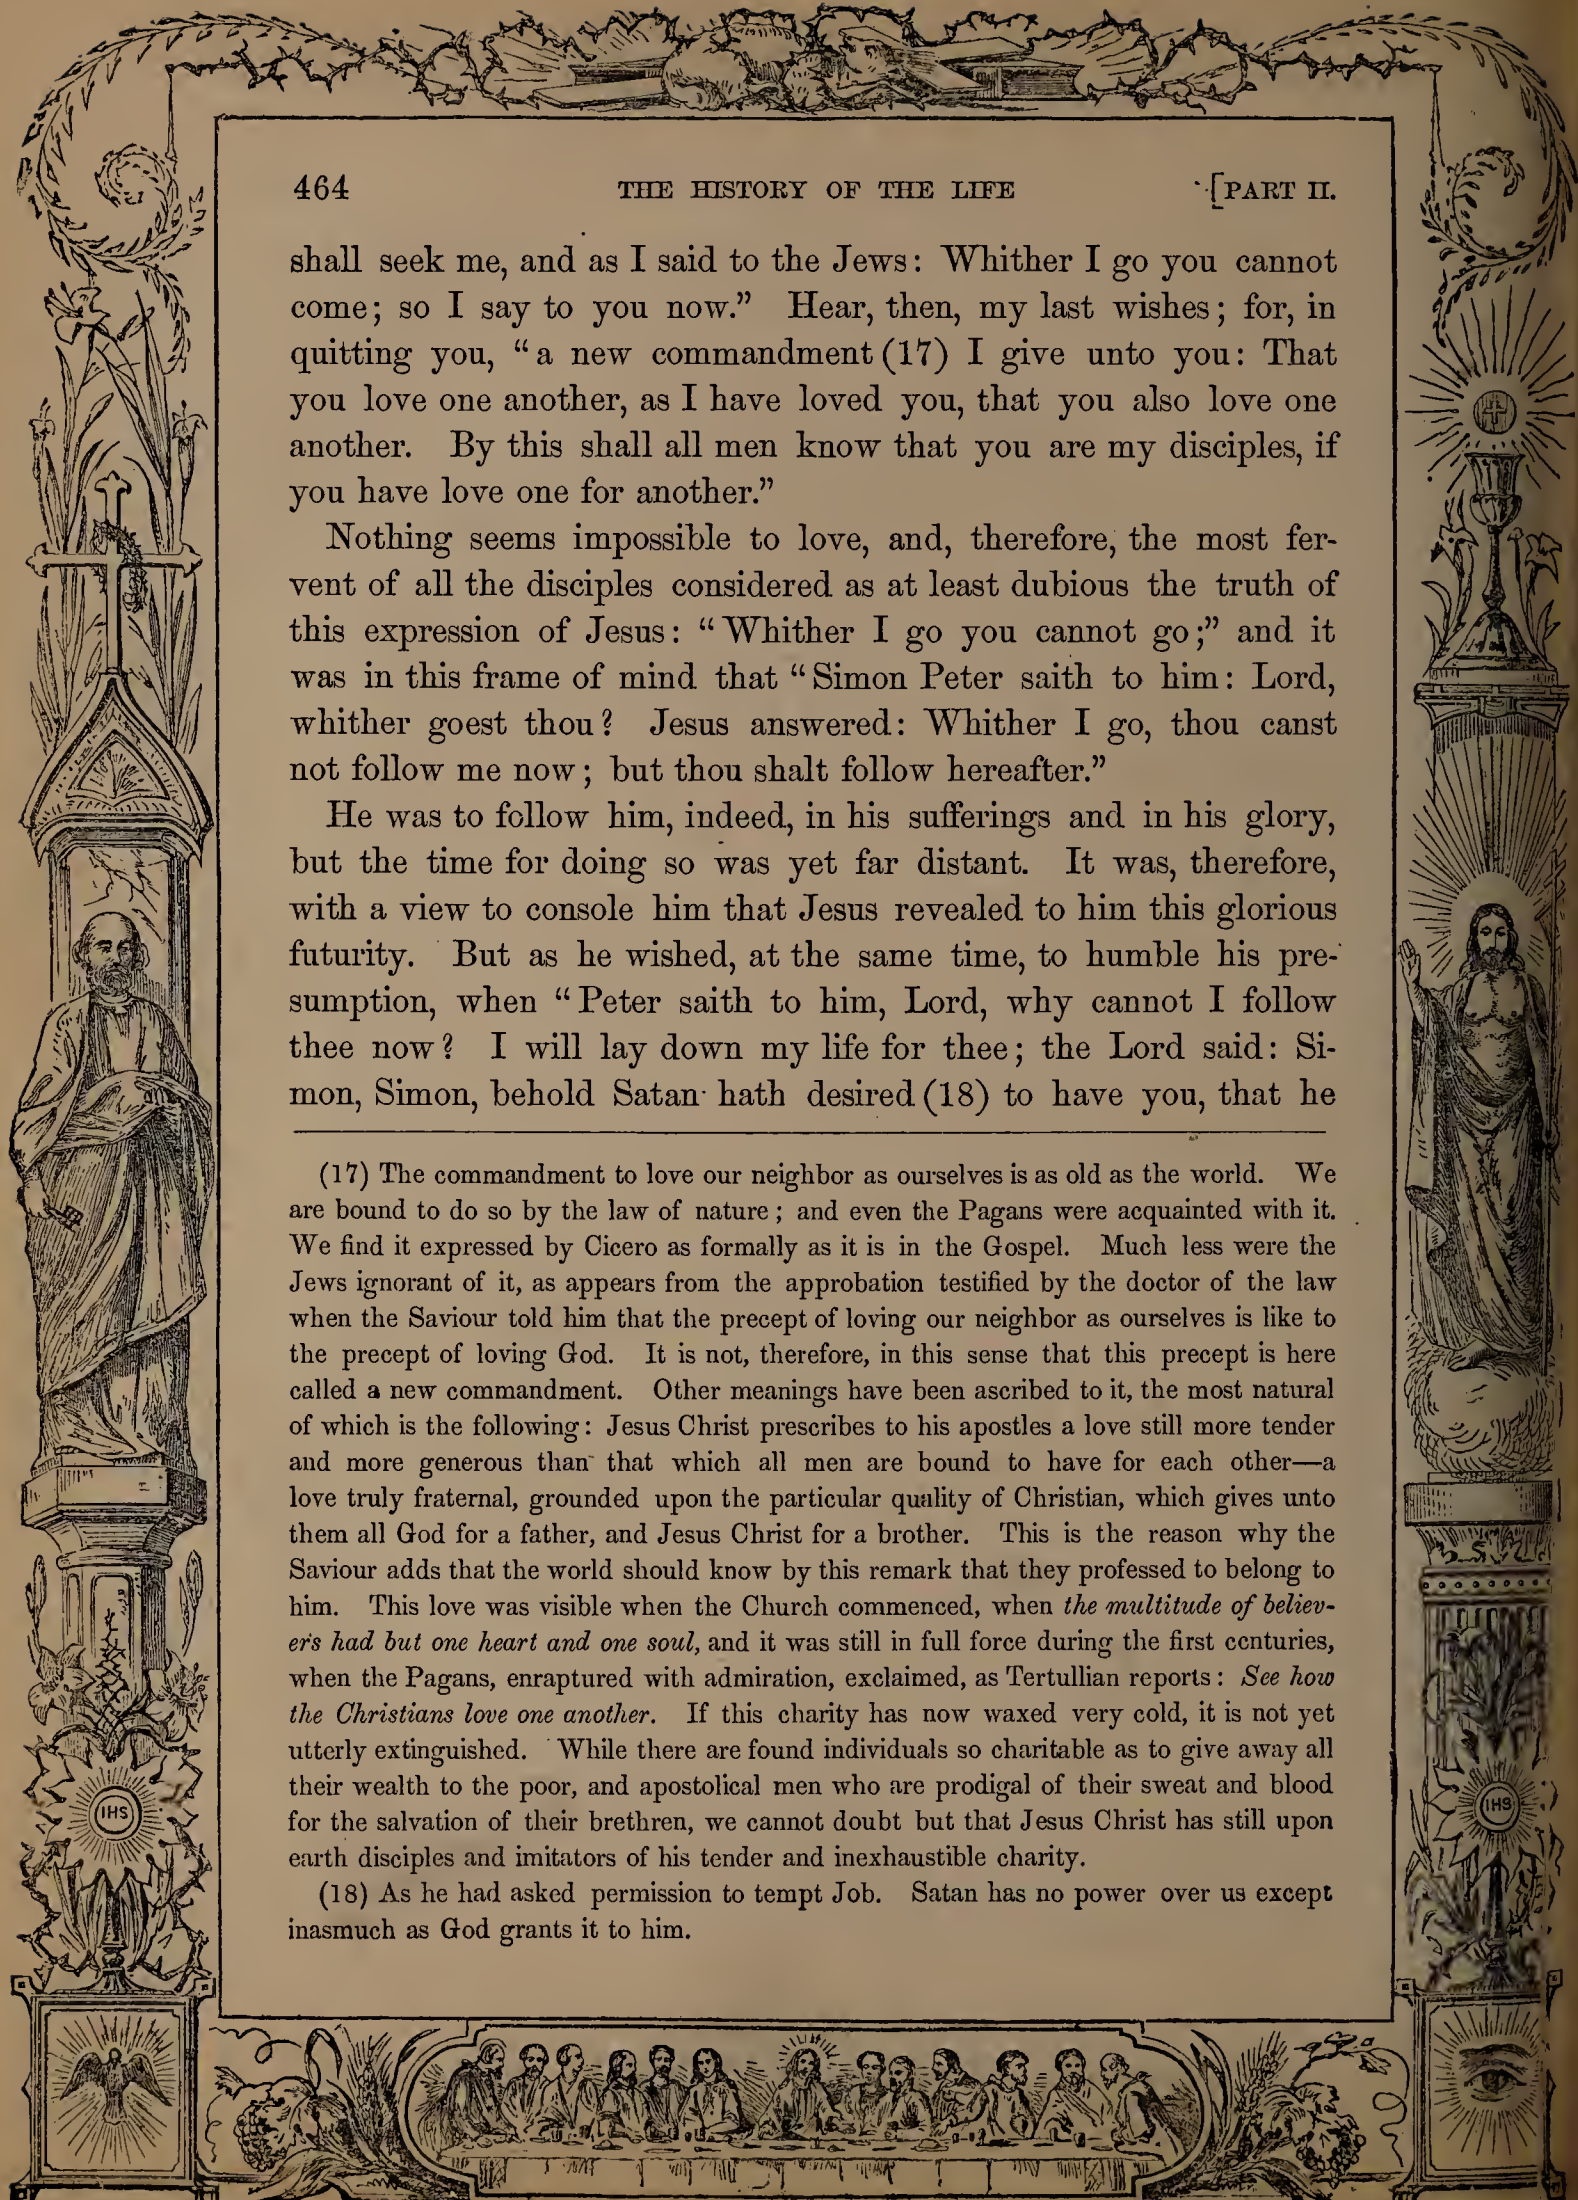 464 THE HISTORY OF THE LIFE [PART II.
shall seek me, and as I said to the Jews: Whither I go you cannot
come; so I say to you now.” Hear, then, my last wishes; for, in
quitting you, “a new commandment (17) I give unto you: That
you love one another, as I have loved you, that you also love one
another. By this shall all men know that you are my disciples, if
you have love one for another.”
Nothing seems impossible to love, and, therefore, the most fer-
vent of all the disciples considered as at least dubious the truth of
this expression of Jesus: “Whither I go you cannot go;” and it
was in this frame of mind that “Simon Peter saith to him: Lord,
whither goest thou? Jesus answered: Whither I go, thou canst
not follow me now; but thou shalt follow hereafter.”
He was to follow him, indeed, in his sufferings and in his glory,
but the time for doing so was yet far distant. It was, therefore,
with a view to console him that Jesus revealed to him this glorious
futurity. But as he wished, at the same time, to humble his pre-
sumption, when “Peter saith to him, Lord, why cannot I follow
thee now? I will lay down my life for thee; the Lord said: Si-
mon, Simon, behold Satan hath desired (18) to have you, that he
(17) The commandment to love our neighbor as ourselves is as old as the world. We
are bound to do so by the law of nature; and even the Pagans were acquainted with it.
We find it expressed by Cicero as formally as it is in the Gospel. Much less were the
Jews ignorant of it, as appears from the approbation testified by the doctor of the law
when the Saviour told him that the precept of loving our neighbor as ourselves is like to
the precept of loving God. It is not, therefore, in this sense that this precept is here
called a new commandment. Other meanings have been ascribed to it, the most natural
of which is the following: Jesus Christ prescribes to his apostles a love still more tender
and more generous than that which all men are bound to have for each other—a
love truly fraternal, grounded upon the particular quality of Christian, which gives unto
them all God for a father, and Jesus Christ for a brother. This is the reason why the
Saviour adds that the world should know by this remark that they professed to belong to
him. This love was visible when the Church commenced, when the multitude of believ-
ers had but one heart and one soul, and it was still in full force during the first centuries,
when the Pagans, enraptured with admiration, exclaimed, as Tertullian reports: See how
the Christians love one another. If this charity has now waxed very cold, it is not yet
utterly extinguished. While there are found individuals so charitable as to give away all
their wealth to the poor, and apostolical men who are prodigal of their sweat and blood
for the salvation of their brethren, we cannot doubt but that Jesus Christ has still upon
earth disciples and imitators of his tender and inexhaustible charity.
(18) As he had asked permission to tempt Job. Satan has no power over us except
inasmuch as God grants it to him.
IHS
IHS